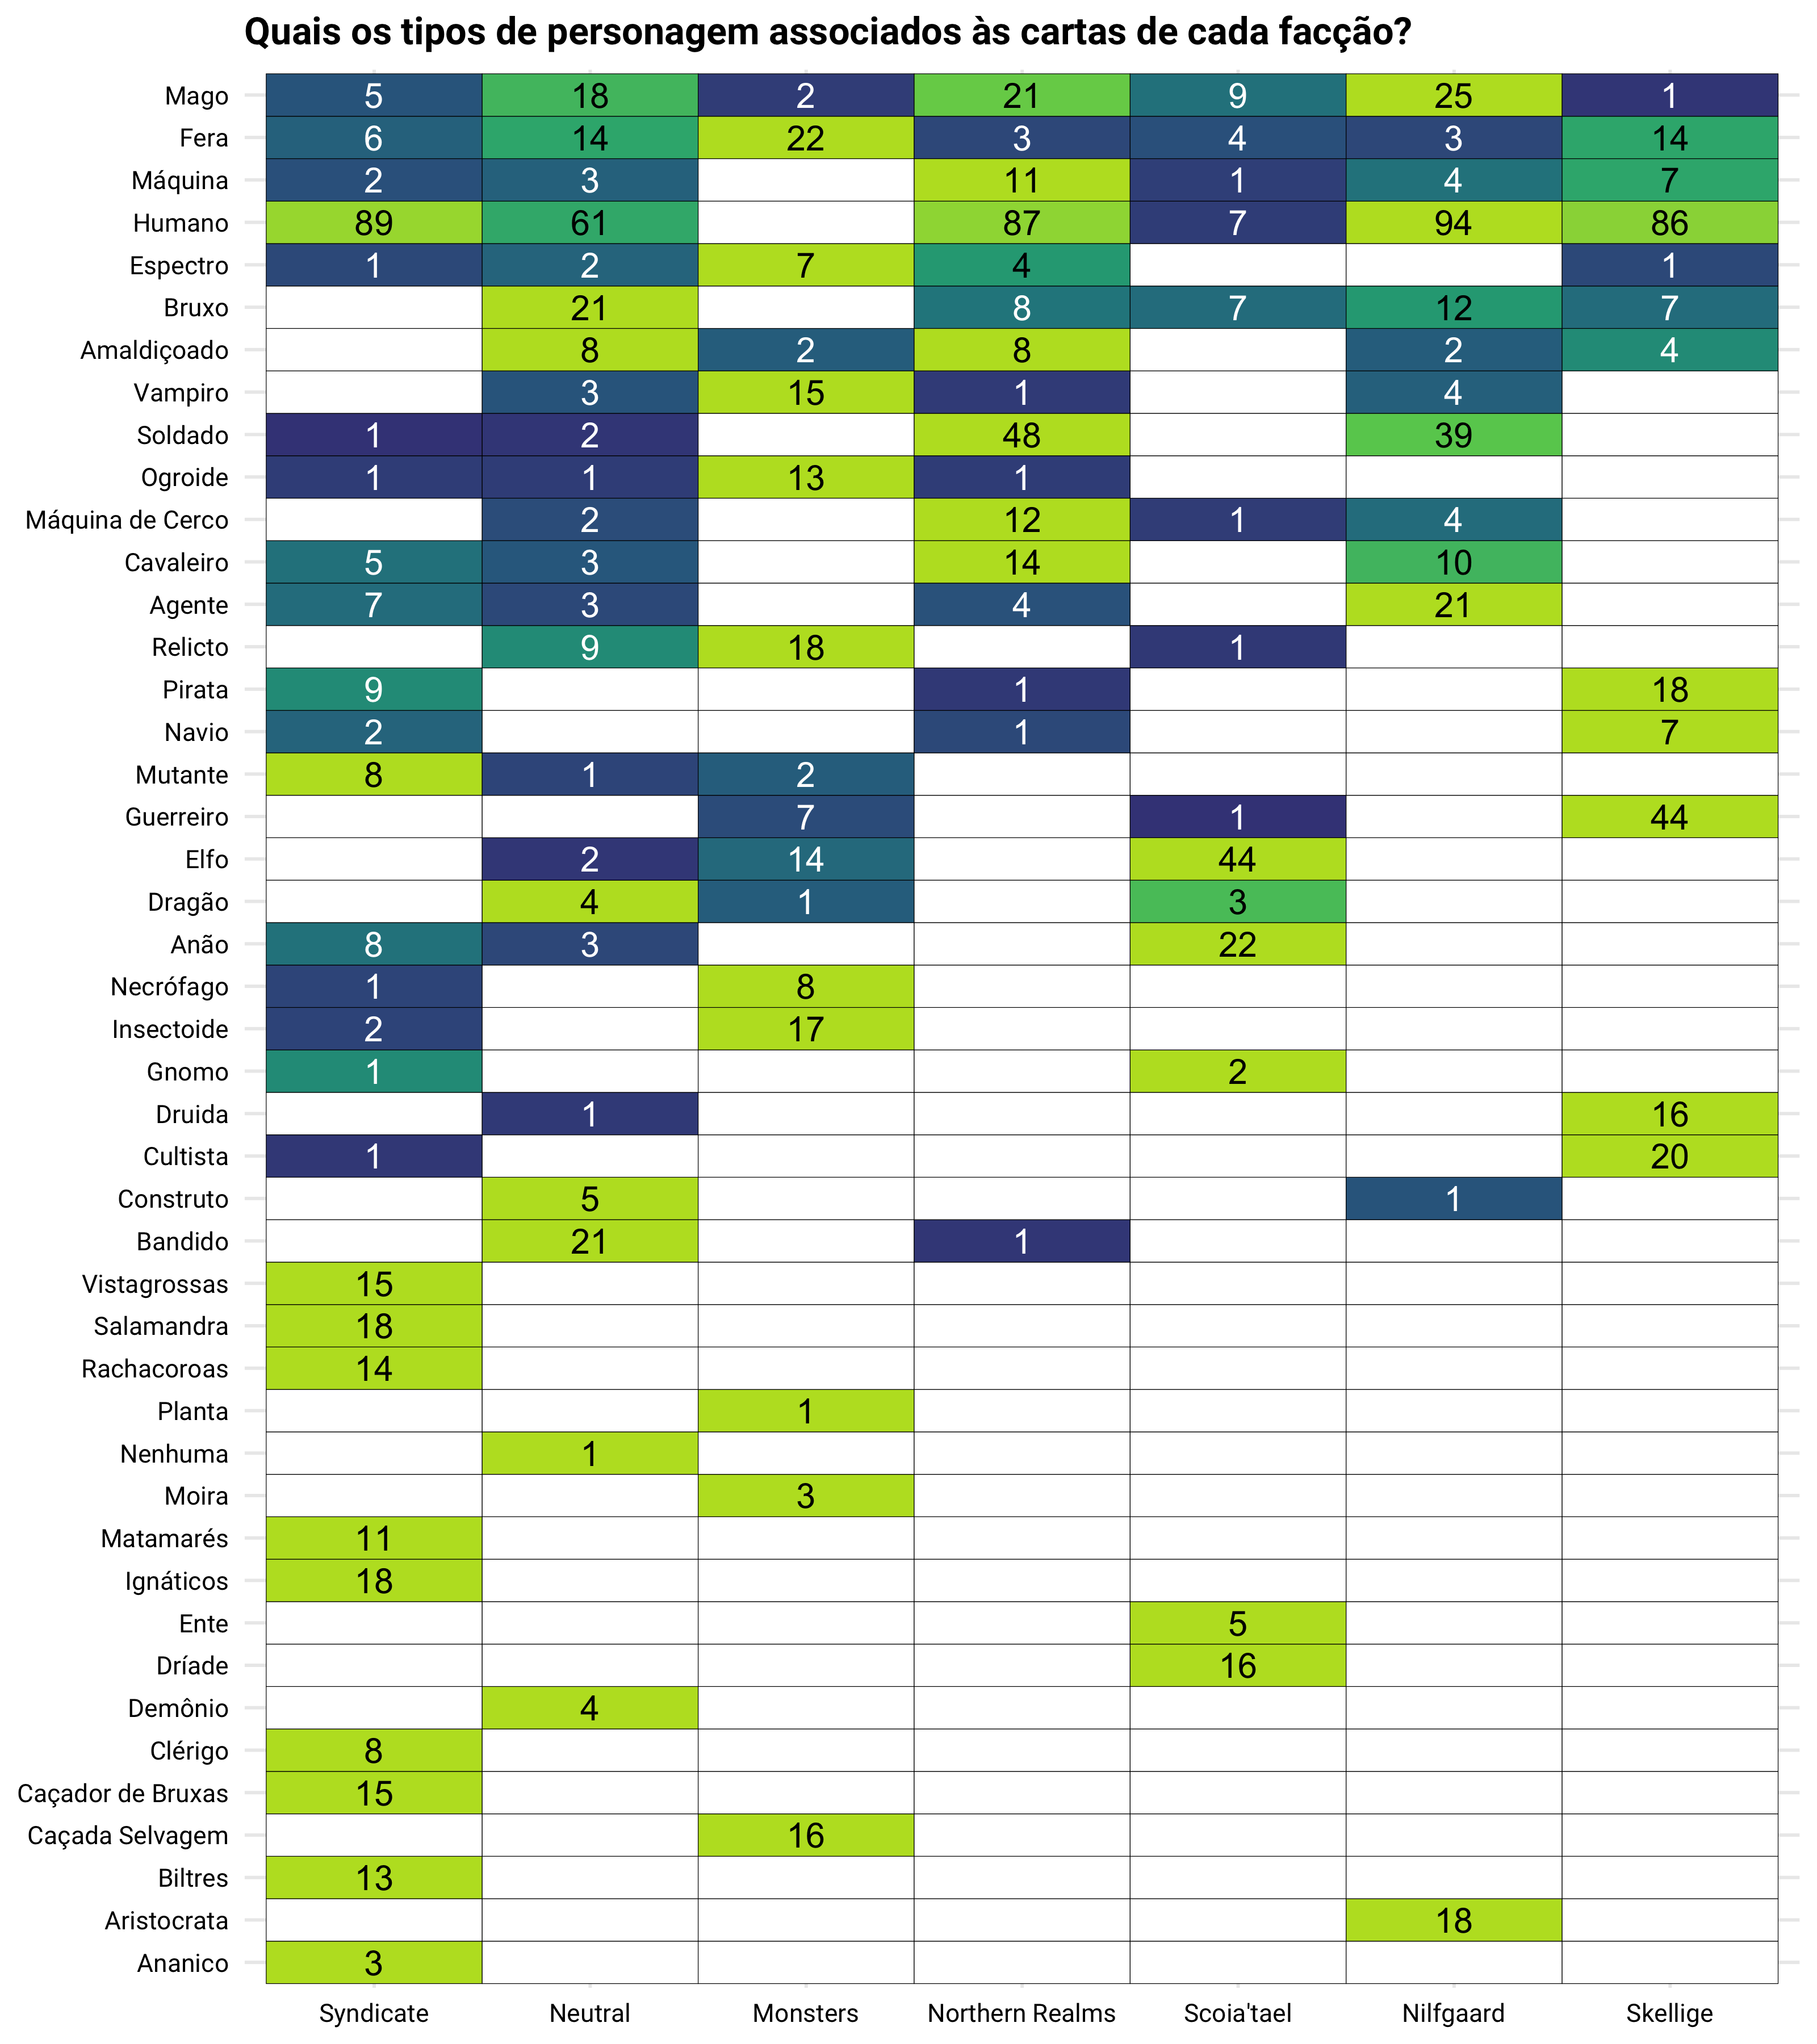 Quais os tipos de personagem associados às cartas de cada facção?
Mago 5 18 2 21 9 25 1
Fera 6 14 22 3 4 3 14
Máquina 2 3 11 1 4 7
Humano 89 61 87 7 94 86
Espectro 1 2 7 4 1
Bruxo 21 8 7 12 7
Amaldiçoado 8 2 8 2 4
Vampiro 3 15 1 4
Soldado 1 2 48 39
Ogroide 1 1 13 1
Máquina de Cerco 2 12 1 4
Cavaleiro 5 3 14 10
Agente 7 3 4 21
Relicto 9 18 1
Pirata 9 1 18
Navio 2 1 7
Mutante 8 1 2
Guerreiro 7 1 44
Elfo 2 14 44
Dragão 4 1 3
Anão 8 3 22
Necrófago 1 8
Insectoide 2 17
Gnomo 1 2
Druida 1 16
Cultista 1 20
Construto 5 1
Bandido 21 1
Vistagrossas 15
Salamandra 18
Rachacoroas 14
Planta 1
Nenhuma 1
Moira 3
Matamarés 11
Ignáticos 18
Ente 5
Dríade 16
Demônio 4
Clérigo 8
Caçador de Bruxas 15
Caçada Selvagem 16
Biltres 13
Aristocrata 18
Ananico 3
Syndicate Neutral Monsters Northern Realms Scoia'tael Nilfgaard Skellige